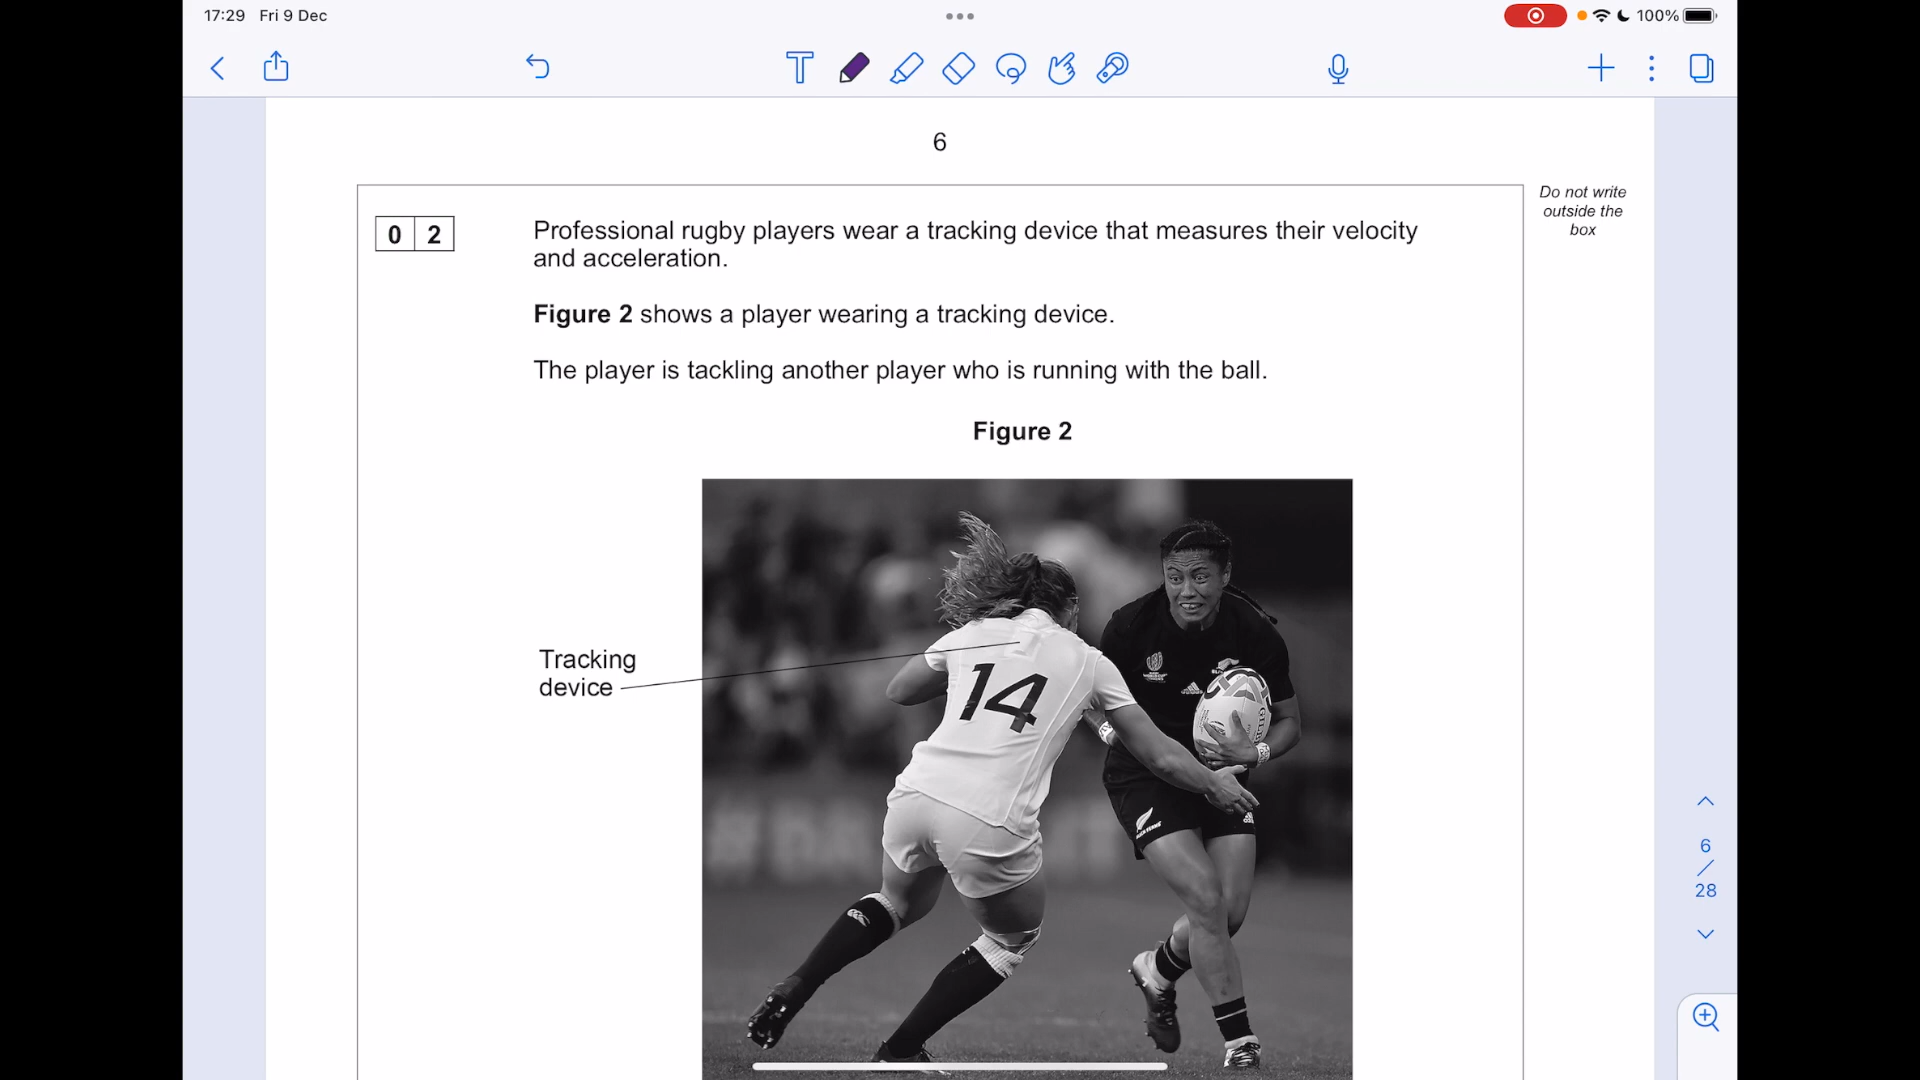 17:29 Fri 9 Dec
100%
6
Do not write
outside the
box
0 2
Professional rugby players wear a tracking device that measures their velocity
and acceleration.
Figure 2 shows a player wearing a tracking device.
The player is tackling another player who is running with the ball.
Figure 2
Tracking
device
14
6
/
28